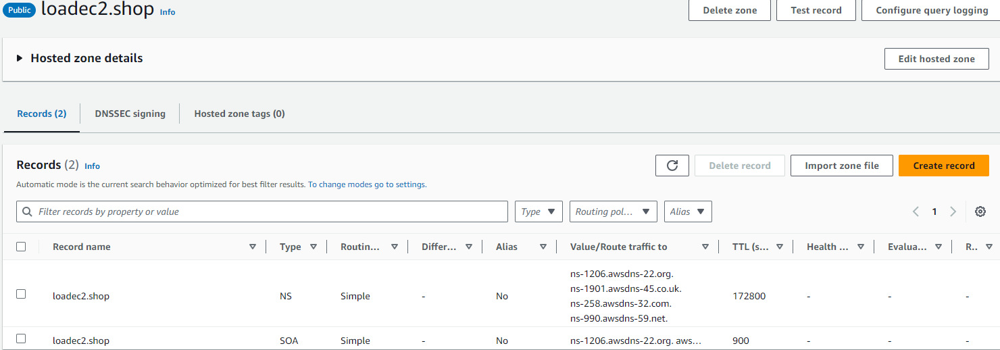 Public loadec2.shop Info
Delete zone Test record Configure query logging
Hosted zone details
Edit hosted zone
Records (2) DNSSEC signing Hosted zone tags (0)
Records (2) Info
Delete record Import zone file Create record
Automatic mode is the current search behavior optimized for best filter results. To change modes go to settings.
Filter records by property or value Type Routing pol... Alias 1
Record name Type Routin... Differ... Alias Value/Route traffic to TTL (s... Health ... Evalua... R..
ns-1206.awsdns-22.org.
ns-1901.awsdns-45.co.uk.
loadec2.shop NS Simple - No 172800 - - -
ns-258.awsdns-32.com.
ns-990.awsdns-59.net.
loadec2.shop SOA Simple - No ns-1206.awsdns-22.org. aws... 900 - - -